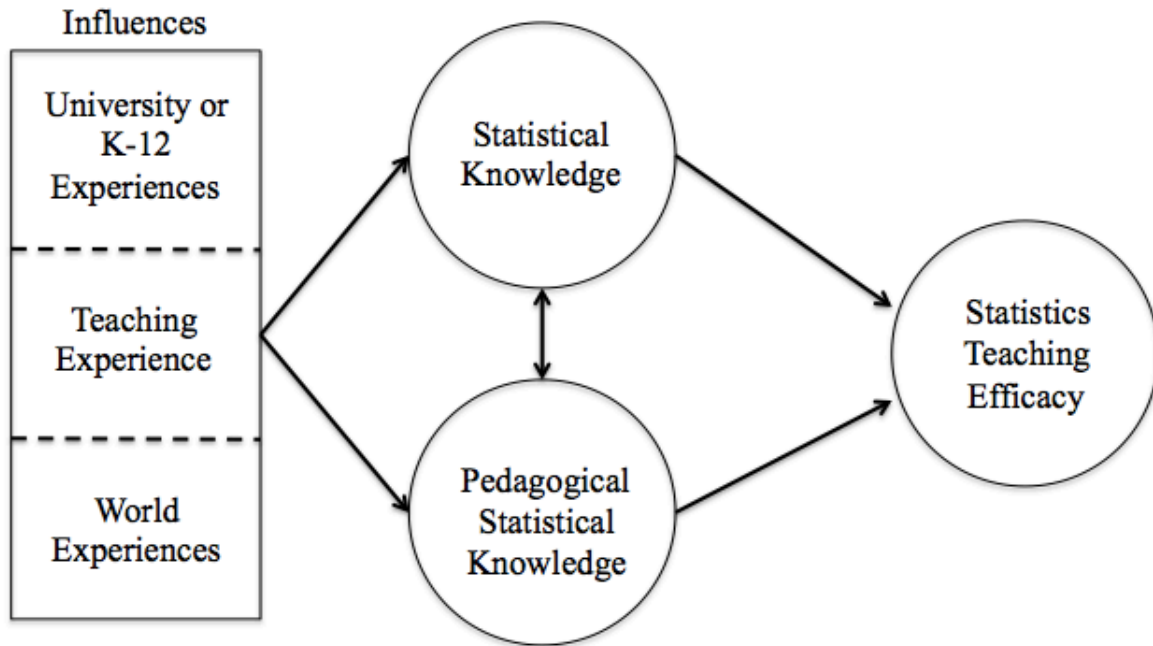 Influences
University or
K-12
Experiences
Teaching
Experience
World
Experiences
Statistical
Knowledge
Pedagogical
Statistical
Knowledge
Statistics
Teaching
Efficacy